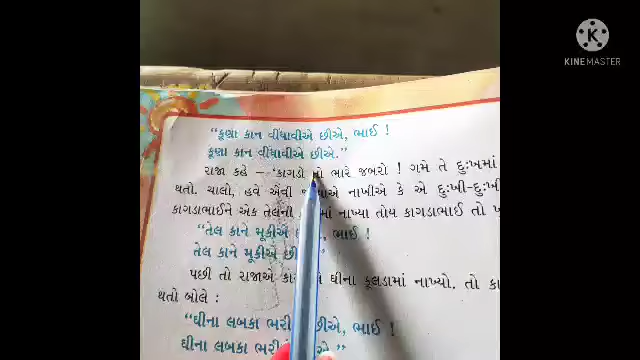 KINEMASTER
"કૂણા કાન વીંધાવીએ છીએ, ભાઈ !
કૂણા કાન વીંધાવીએ છીએ."
રાજા કહે – 'કાગડો તો ભારે જબરો ! ગમે તે દુઃખમાં
થતો. ચાલો, હવે એવી નાખીએ કે એ દુઃખી-દુઃખી
કાગડાભાઈને એક તેલની નાખ્યા તોય કાગડાભાઈ તો
"તેલ કાને મૂકીએ ભાઈ !
તેલ કાને મૂકીએ
પછી તો રાજાએ ઘીના કૂલડામાં નાખ્યો. તો
થતો બોલે :
"ઘીના લબકા ભરીએ છીએ, ભાઈ !
ઘીના લબકા ભરીએ